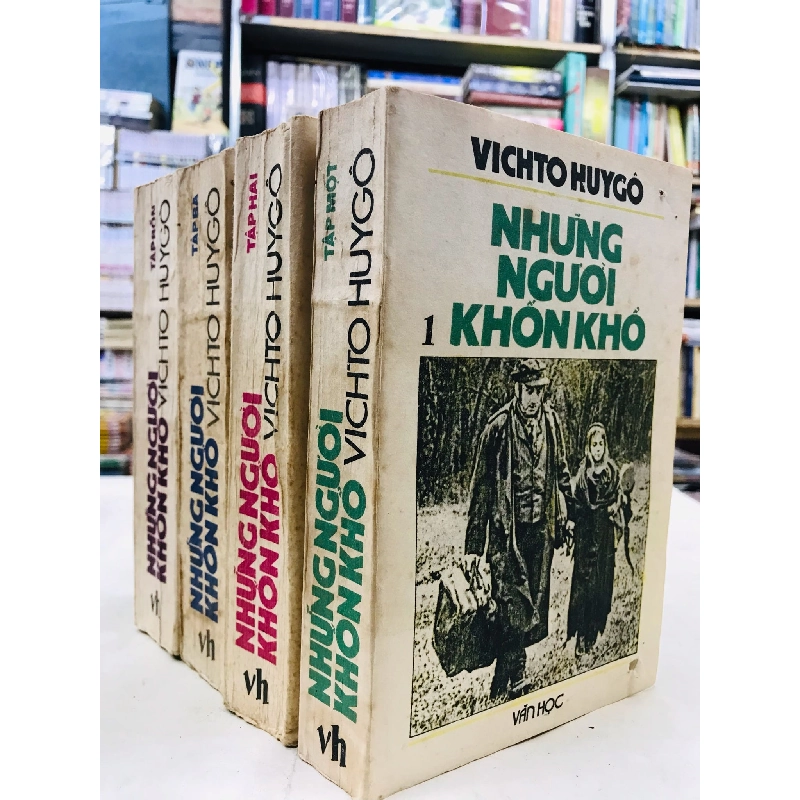 VICHTO HUYGÔ
NHỮNG
NGƯỜI
1 KHỐN KHỔ
VĂN HỌC
TẬP MỘT
NHỮNG NGƯỜI
KHỐN KHỔ
VICHTO HUYGÔ
vh
TẬP HAI
NHỮNG NGƯỜI
KHỐN KHỔ
VICHTO HUYGÔ
vh
TẬP BA
NHỮNG NGƯỜI
KHỐN KHỔ
VICHTO HUYGÔ
vh
TẬP BỐN
NHỮNG NGƯỜI
KHỐN KHỔ
VICHTO HUYGÔ
vh